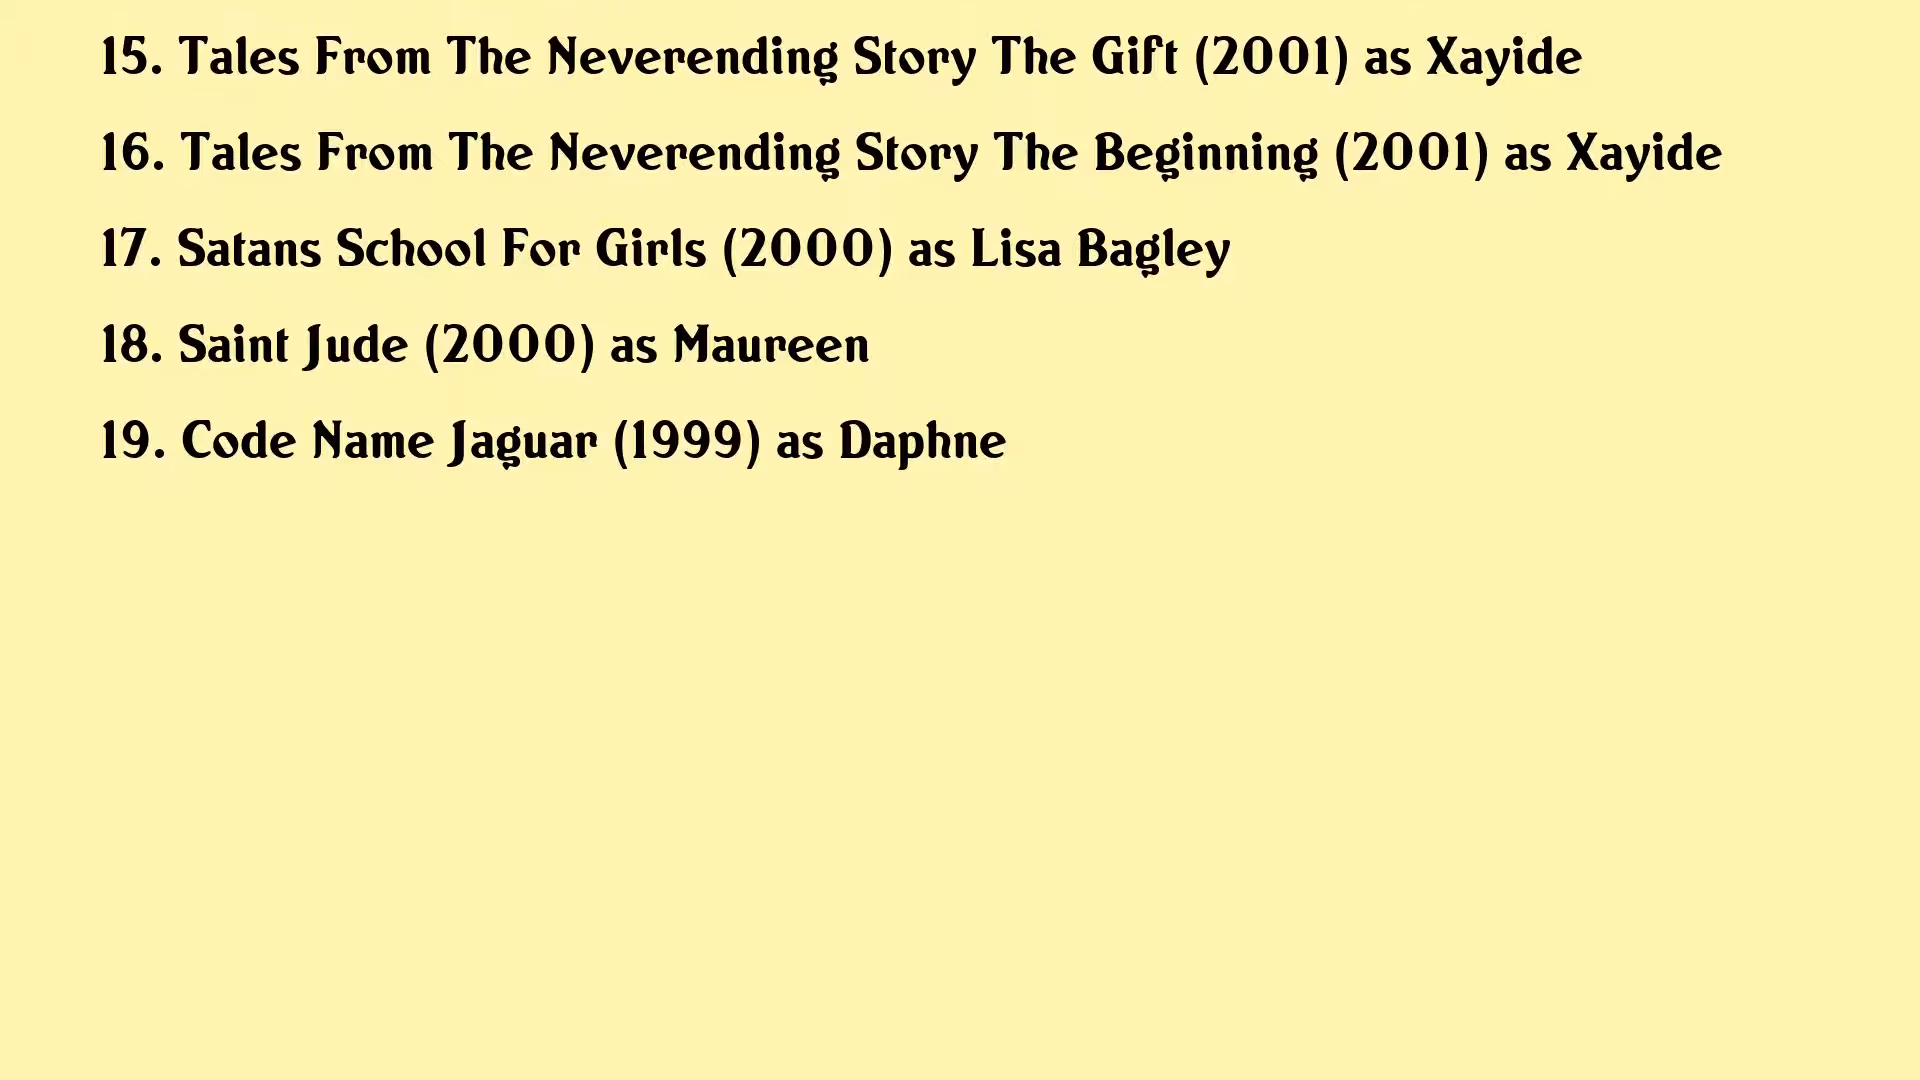 15. Tales From The Neverending Story The Gift (2001) as Xayide
16. Tales From The Neverending Story The Beginning (2001) as Xayide
17. Satans School For Girls (2000) as Lisa Bagley
18. Saint Jude (2000) as Maureen
19. Code Name Jaguar (1999) as Daphne